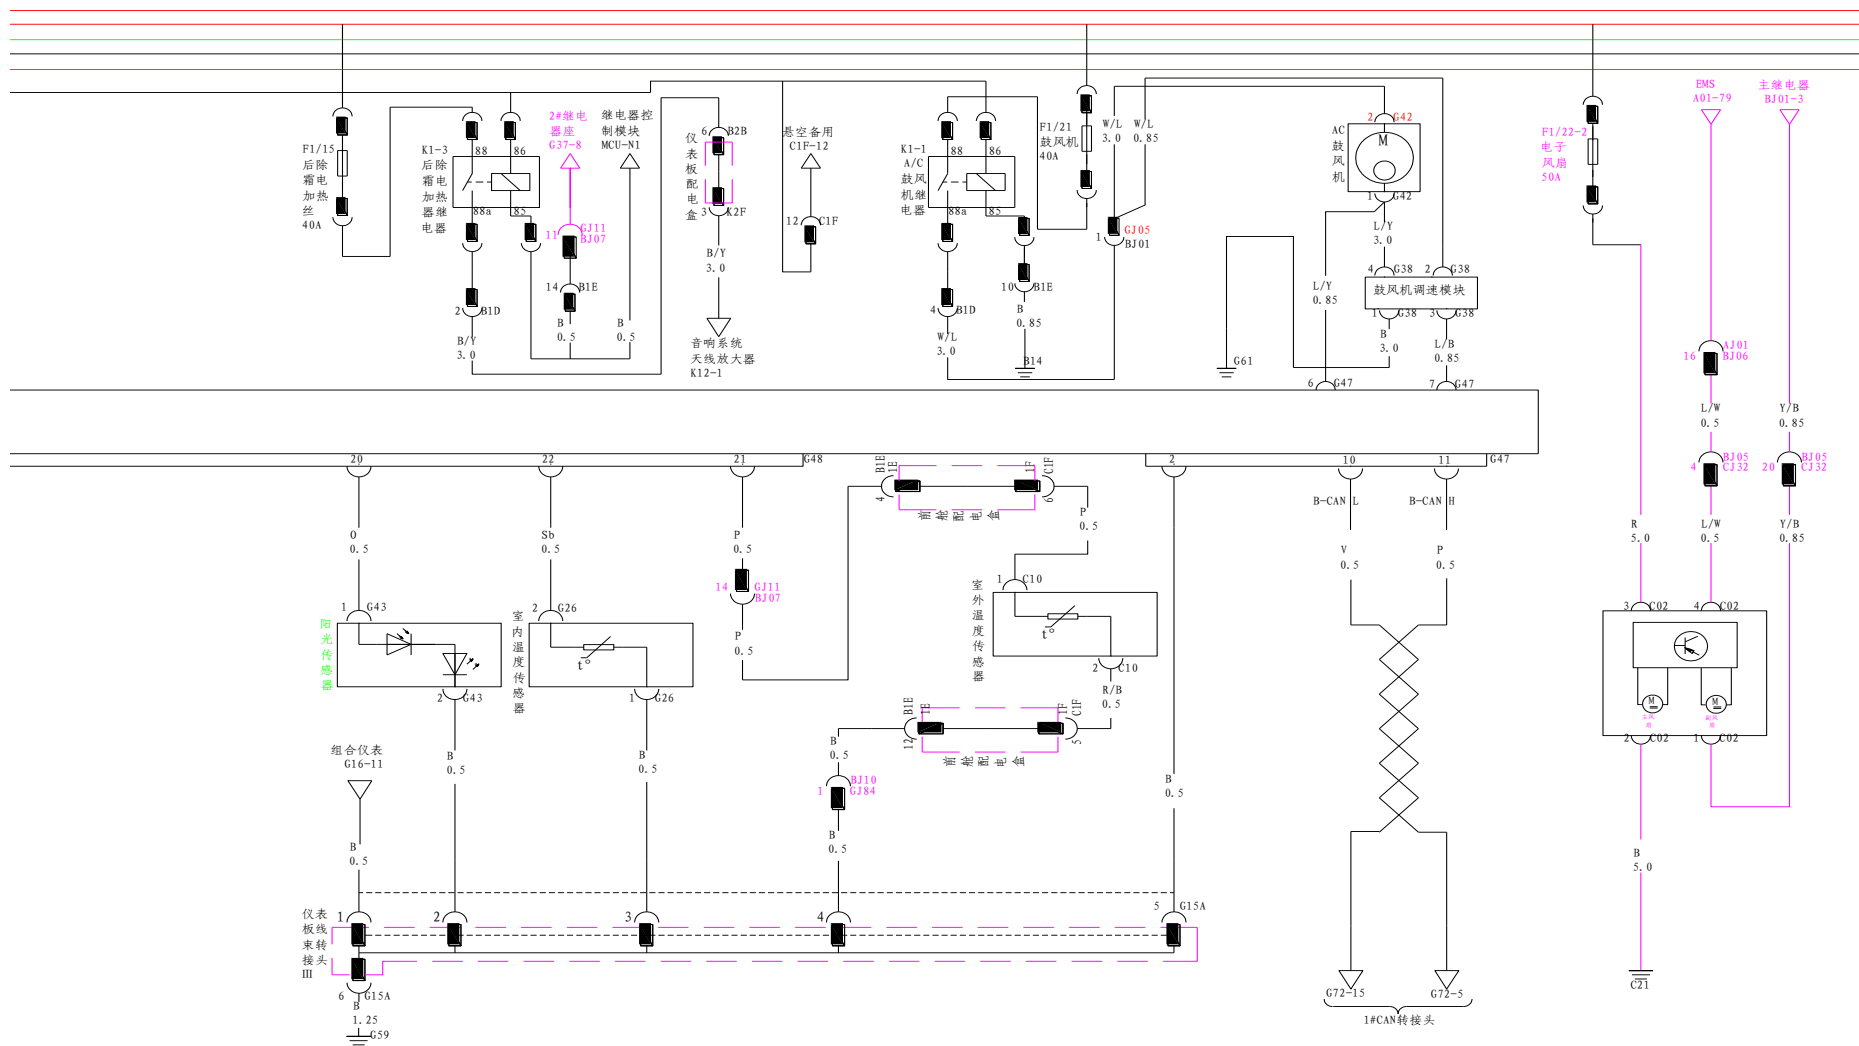 F1/15
后除
霜电
加热
丝
40A
K1-3
后除
霜电
加热
器继
电器
88
86
88a
85
2#继电
器座
G37-8
继电器控
制模块
MCU-N1
11
GJ11
BJ07
14
B1E
B
0.5
B
0.5
2
B1D
B/Y
3.0
仪
表
板
配
电
盒
6
B2B
3
K2F
B/Y
3.0
音响系统
天线放大器
K12-1
悬空备用
C1F-12
12
C1F
K1-1
A/C
鼓风
机继
电器
88
86
88a
85
4
B1D
W/L
3.0
10
B1E
B
0.85
B14
F1/21
鼓风机
40A
W/L
3.0
W/L
0.85
1
GJ05
BJ01
AC
鼓
风
机
2
G42
M
1
G42
L/Y
3.0
L/Y
0.85
4
G38
2
G38
鼓风机调速模块
1
G38
3
G38
B
3.0
L/B
0.85
G61
6
G47
7
G47
F1/22-2
电子
风扇
50A
EMS
A01-79
主继电器
BJ01-3
16
AJ01
BJ06
L/W
0.5
Y/B
0.85
4
BJ05
CJ32
20
BJ05
CJ32
R
5.0
L/W
0.5
Y/B
0.85
3
C02
4
C02
M
主风
扇
M
副风
扇
2
C02
1
C02
B
5.0
C21
20
22
21
G48
2
10
11
G47
O
0.5
Sb
0.5
P
0.5
14
GJ11
BJ07
P
0.5
4
B1E
1E
1F
C1F
6
前舱配电盒
P
0.5
B-CAN L
B-CAN H
V
0.5
P
0.5
1
G43
阳
光
传
感
器
2
G43
2
G26
室
内
温
度
传
感
器
t°
1
G26
1
C10
室
外
温
度
传
感
器
t°
2
C10
R/B
0.5
12
B1E
1E
1F
C1F
5
前舱配电盒
B
0.5
1
BJ10
GJ84
B
0.5
组合仪表
G16-11
B
0.5
B
0.5
B
0.5
B
0.5
仪表
板线
束转
接头
III
1
2
3
4
5
G15A
6
G15A
B
1.25
G59
G72-15
G72-5
1#CAN转接头